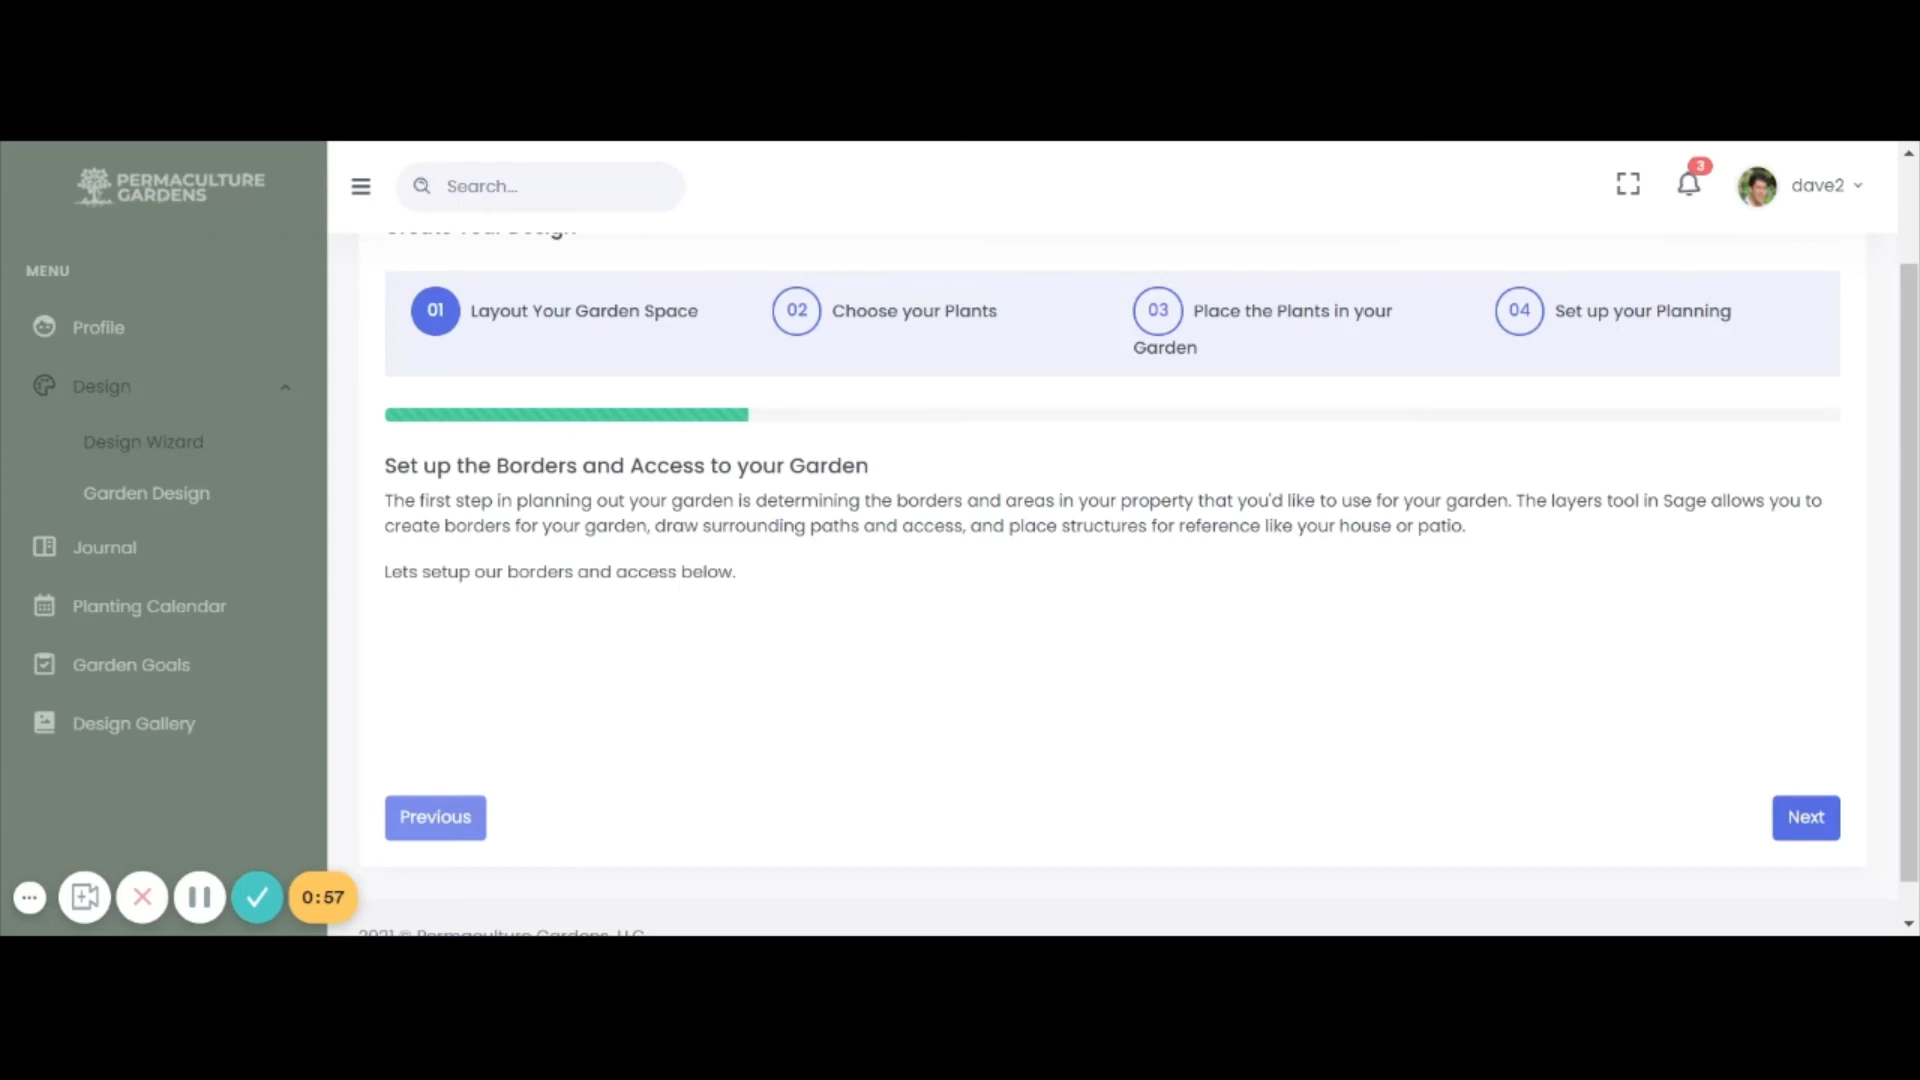 PERMACULTURE
GARDENS
Search...
3
dave2
MENU
Profile
Design
Design Wizard
Garden Design
Journal
Planting Calendar
Garden Goals
Design Gallery
Create Your Design
01 Layout Your Garden Space
02 Choose your Plants
03 Place the Plants in your
Garden
04 Set up your Planning
Set up the Borders and Access to your Garden
The first step in planning out your garden is determining the borders and areas in your property that you'd like to use for your garden. The layers tool in Sage allows you to
create borders for your garden, draw surrounding paths and access, and place structures for reference like your house or patio.
Lets setup our borders and access below.
Previous
Next
0:57
2021 © Permaculture Gardens, LLC